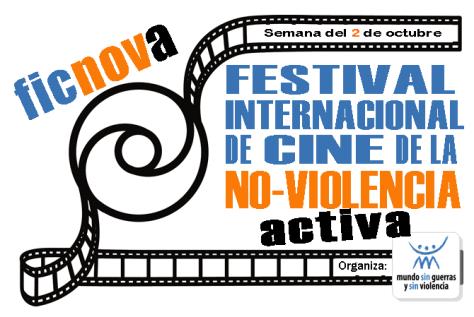 ficnova
Semana del 2 de octubre
FESTIVAL
INTERNACIONAL
DE CINE DE LA
NO-VIOLENCIA
activa
Organiza:
mundo sin guerras
y sin violencia